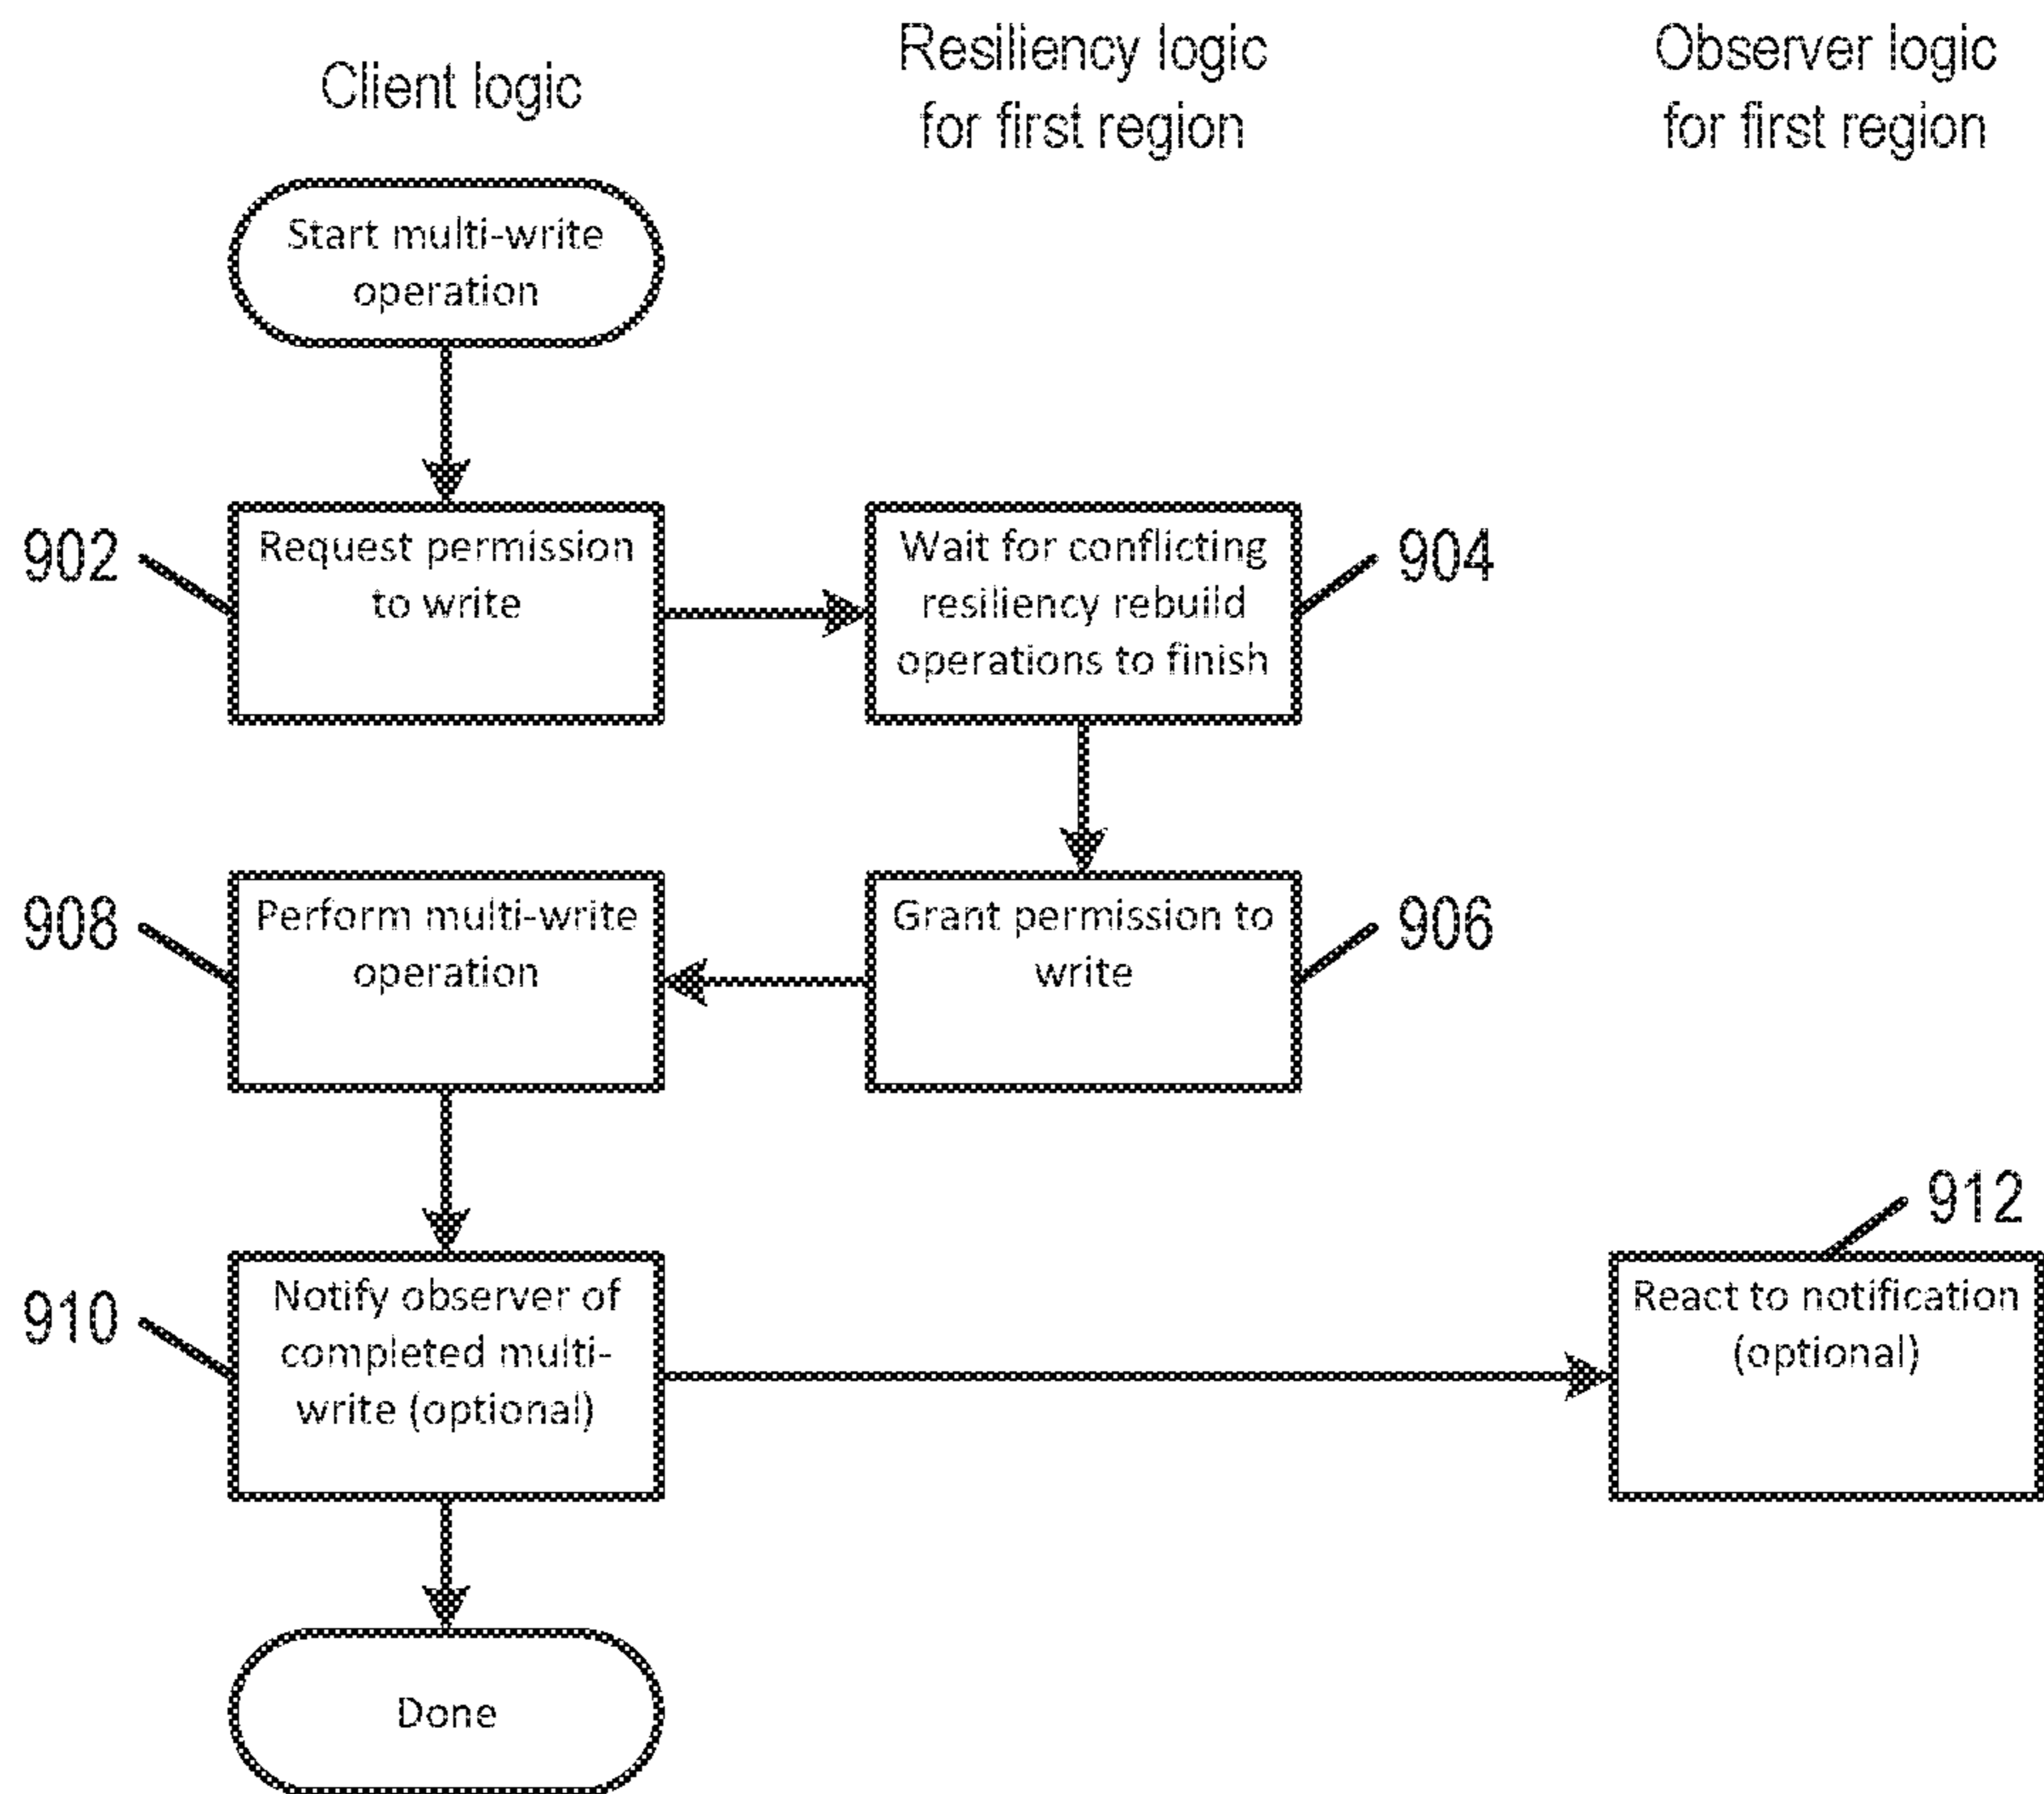 Client logic
Resiliency logic
for first region
Observer logic
for first region
Start multi-write
operation
902
Request permission
to write
Wait for conflicting
resiliency rebuild
operations to finish
904
908
Perform multi-write
operation
Grant permission to
write
906
910
Notify observer of
completed multi-
write (optional)
912
React to notification
(optional)
Done